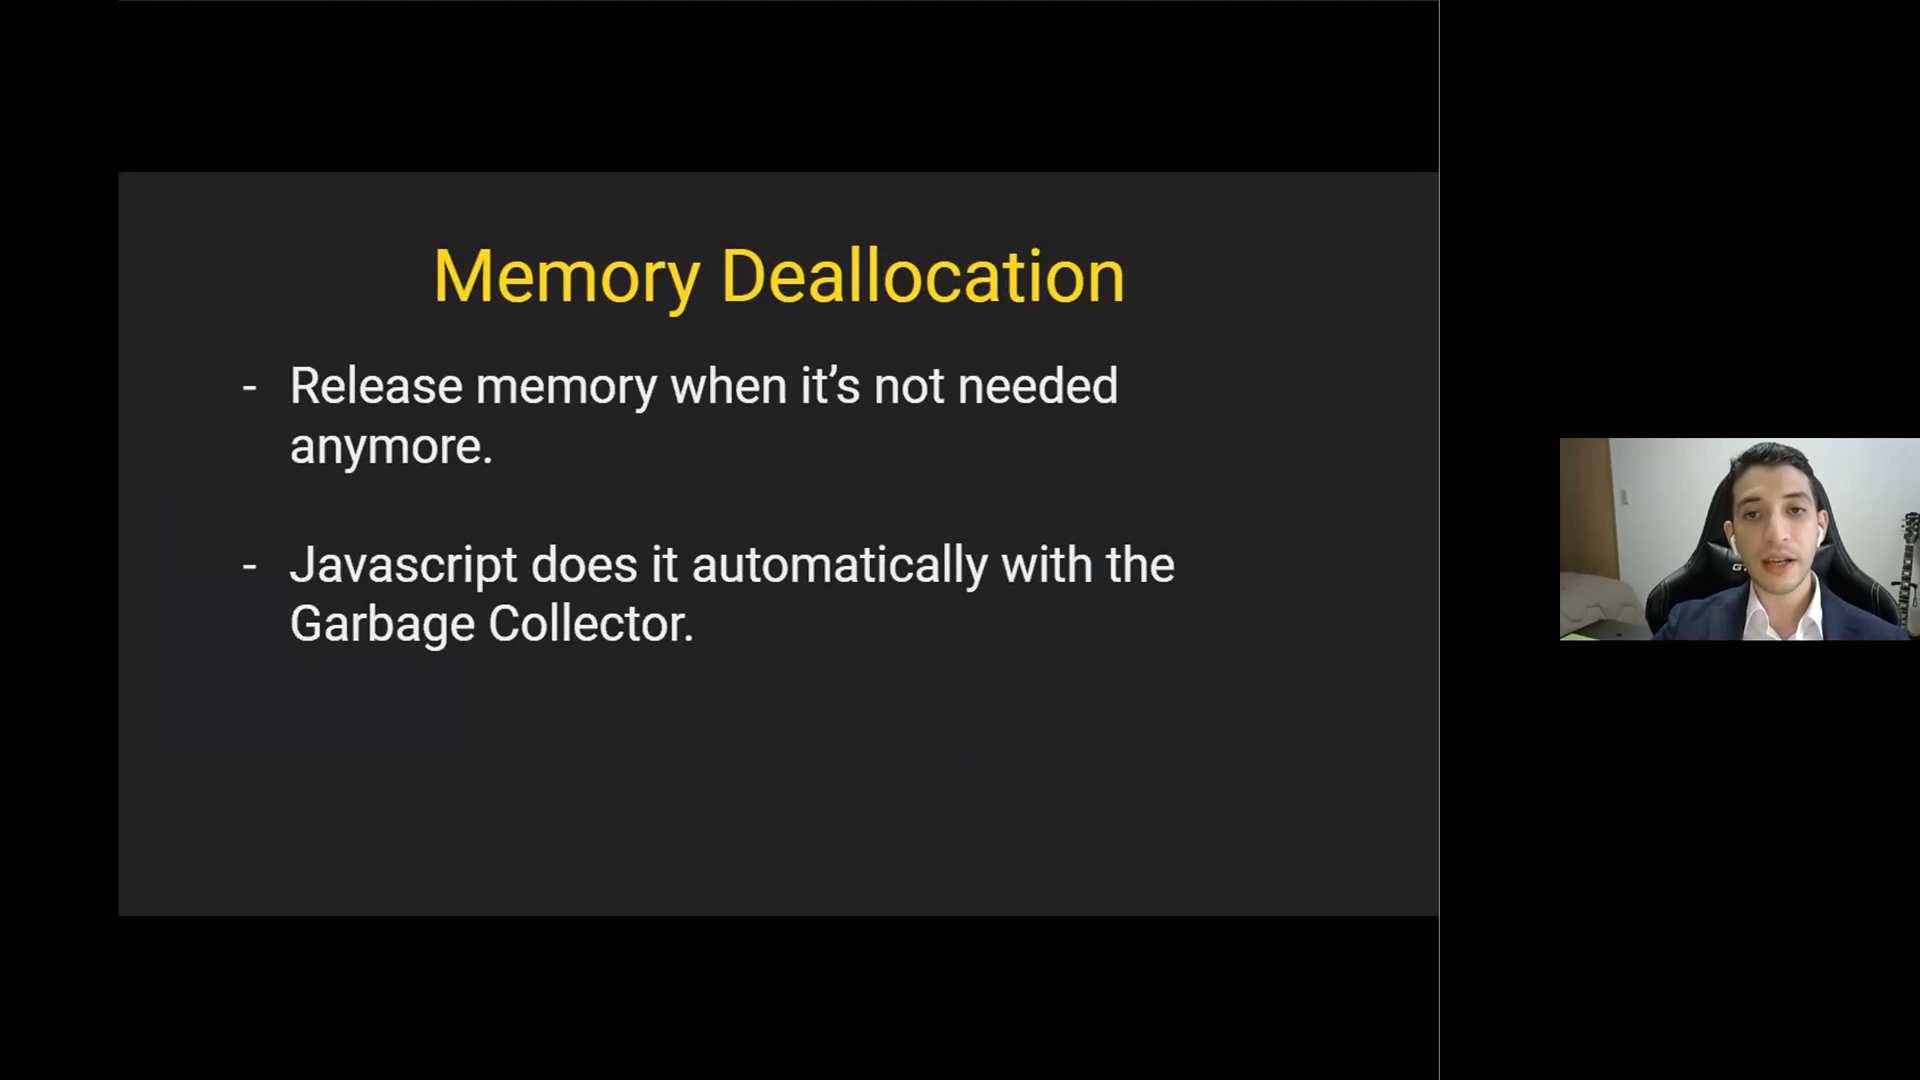 Memory Deallocation
- Release memory when it’s not needed
anymore.
- Javascript does it automatically with the
Garbage Collector.